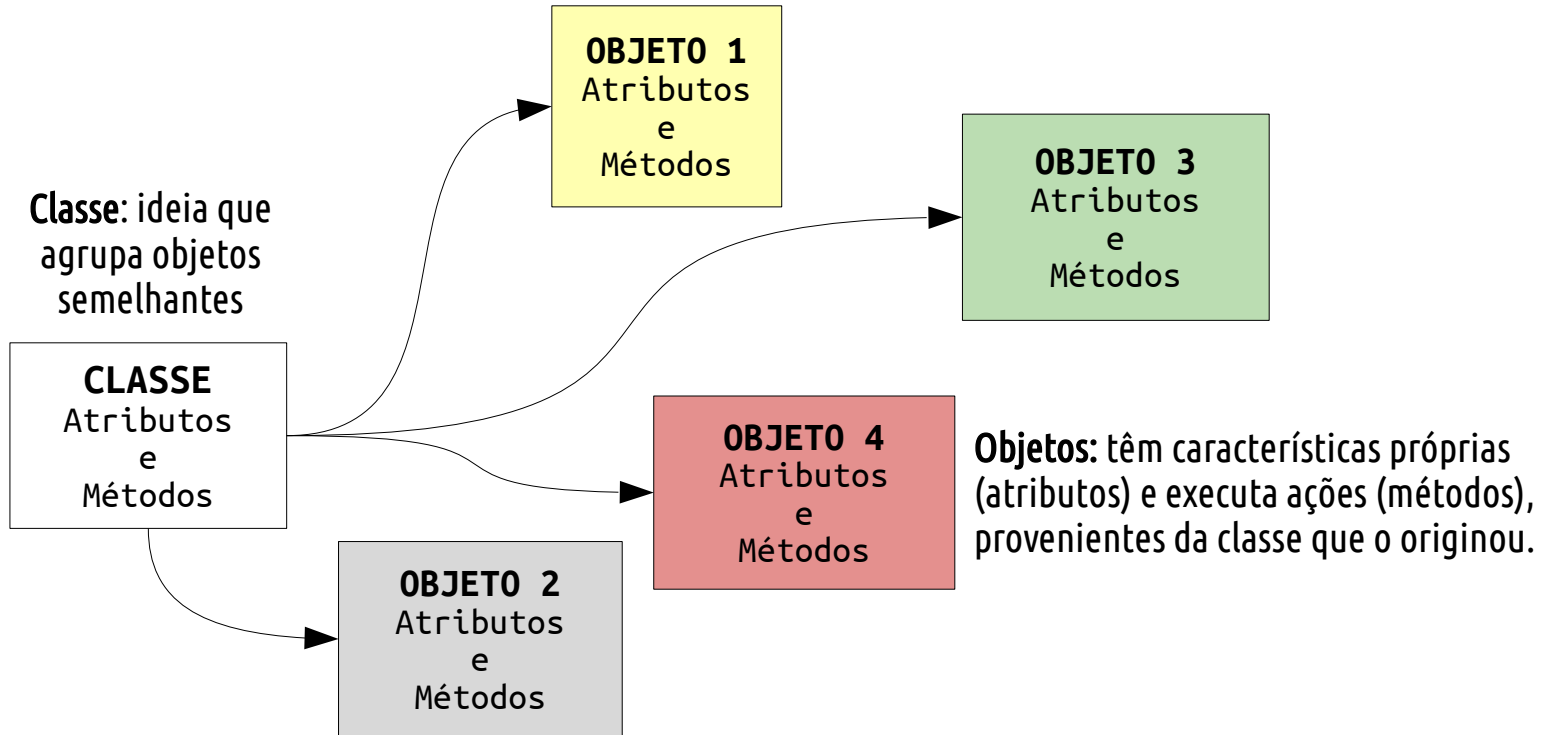 OBJETO 1
Atributos
e
Métodos
OBJETO 3
Atributos
e
Métodos
Classe: ideia que
agrupa objetos
semelhantes
CLASSE
Atributos
e
Métodos
OBJETO 4
Atributos
e
Métodos
Objetos: têm características próprias
(atributos) e executa ações (métodos),
provenientes da classe que o originou.
OBJETO 2
Atributos
e
Métodos